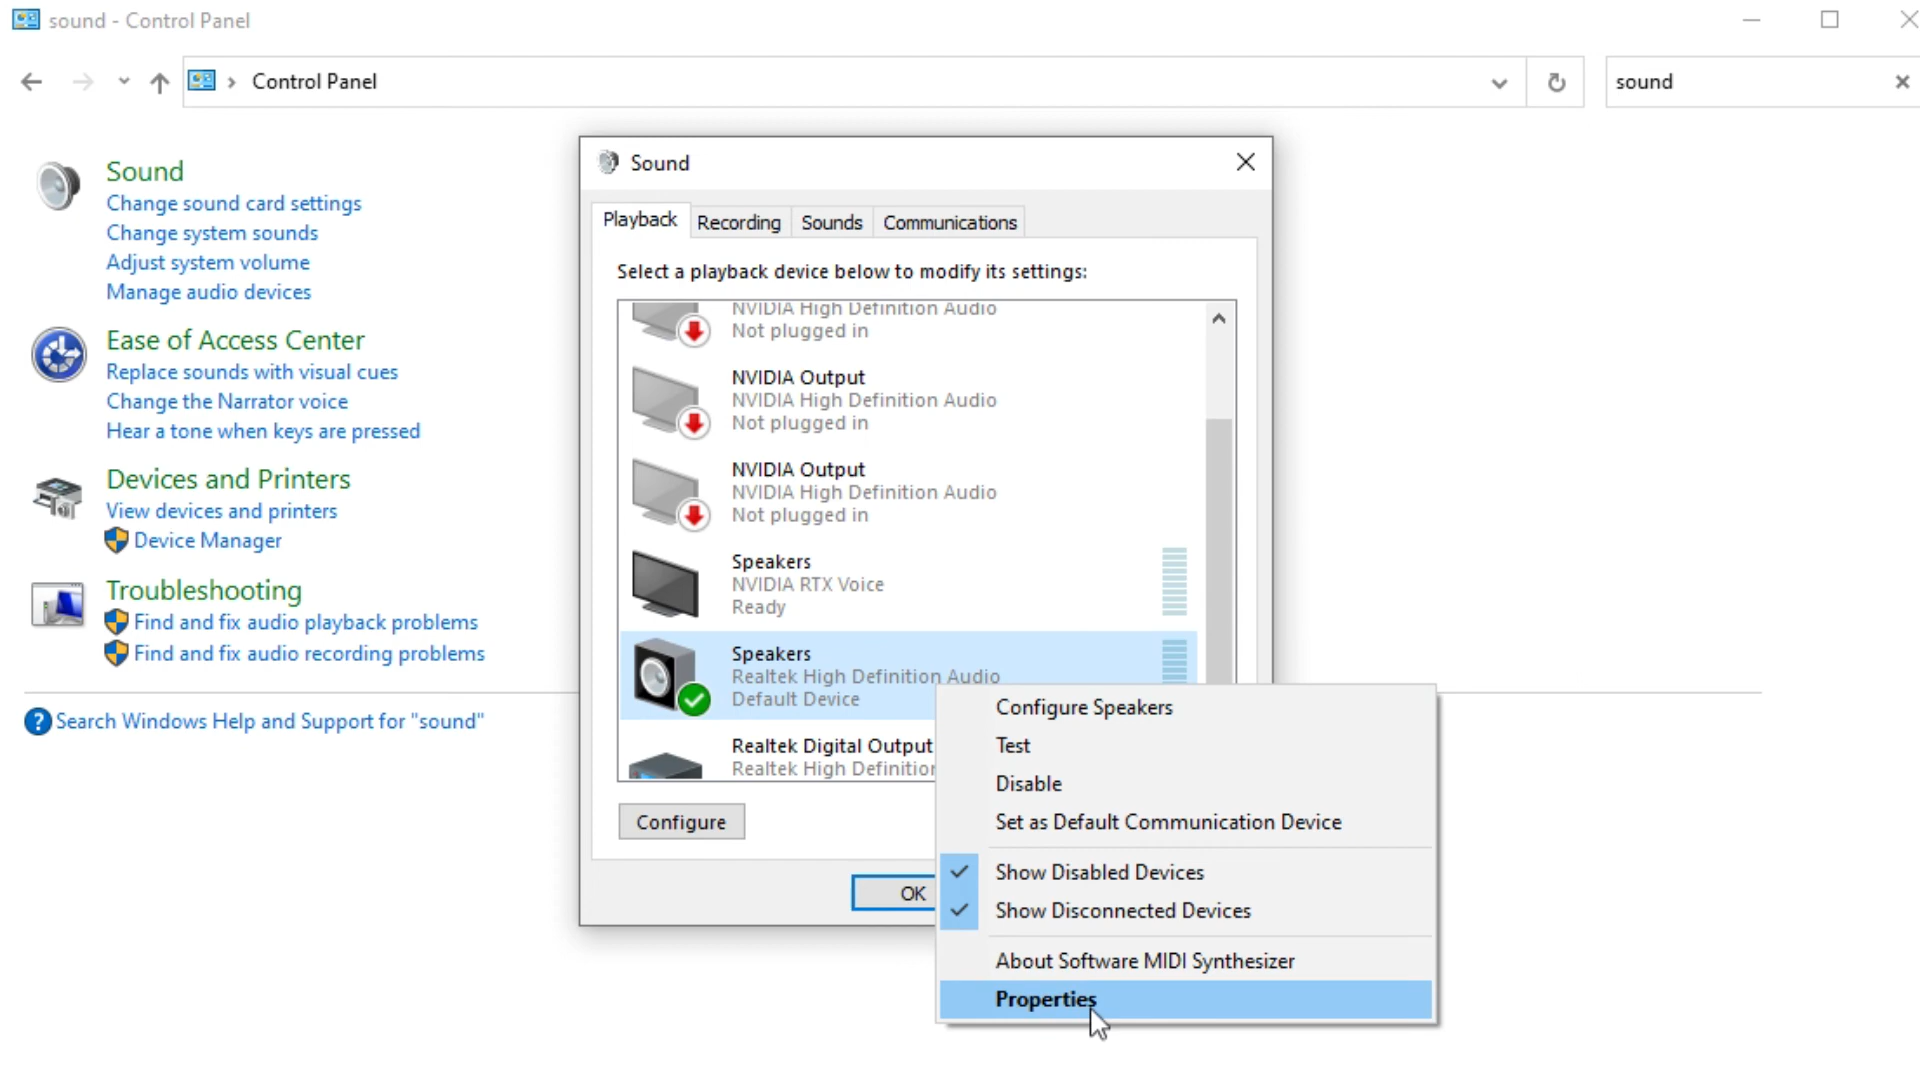 sound - Control Panel
Control Panel
sound
Sound
Change sound card settings
Change system sounds
Adjust system volume
Manage audio devices
Ease of Access Center
Replace sounds with visual cues
Change the Narrator voice
Hear a tone when keys are pressed
Devices and Printers
View devices and printers
Device Manager
Troubleshooting
Find and fix audio playback problems
Find and fix audio recording problems
Search Windows Help and Support for "sound"
Sound
Playback
Recording
Sounds
Communications
Select a playback device below to modify its settings:
NVIDIA High Definition Audio
Not plugged in
NVIDIA Output
NVIDIA High Definition Audio
Not plugged in
NVIDIA Output
NVIDIA High Definition Audio
Not plugged in
Speakers
NVIDIA RTX Voice
Ready
Speakers
Realtek High Definition Audio
Default Device
Realtek Digital Output
Realtek High Definition
Configure
OK
Configure Speakers
Test
Disable
Set as Default Communication Device
Show Disabled Devices
Show Disconnected Devices
About Software MIDI Synthesizer
Properties